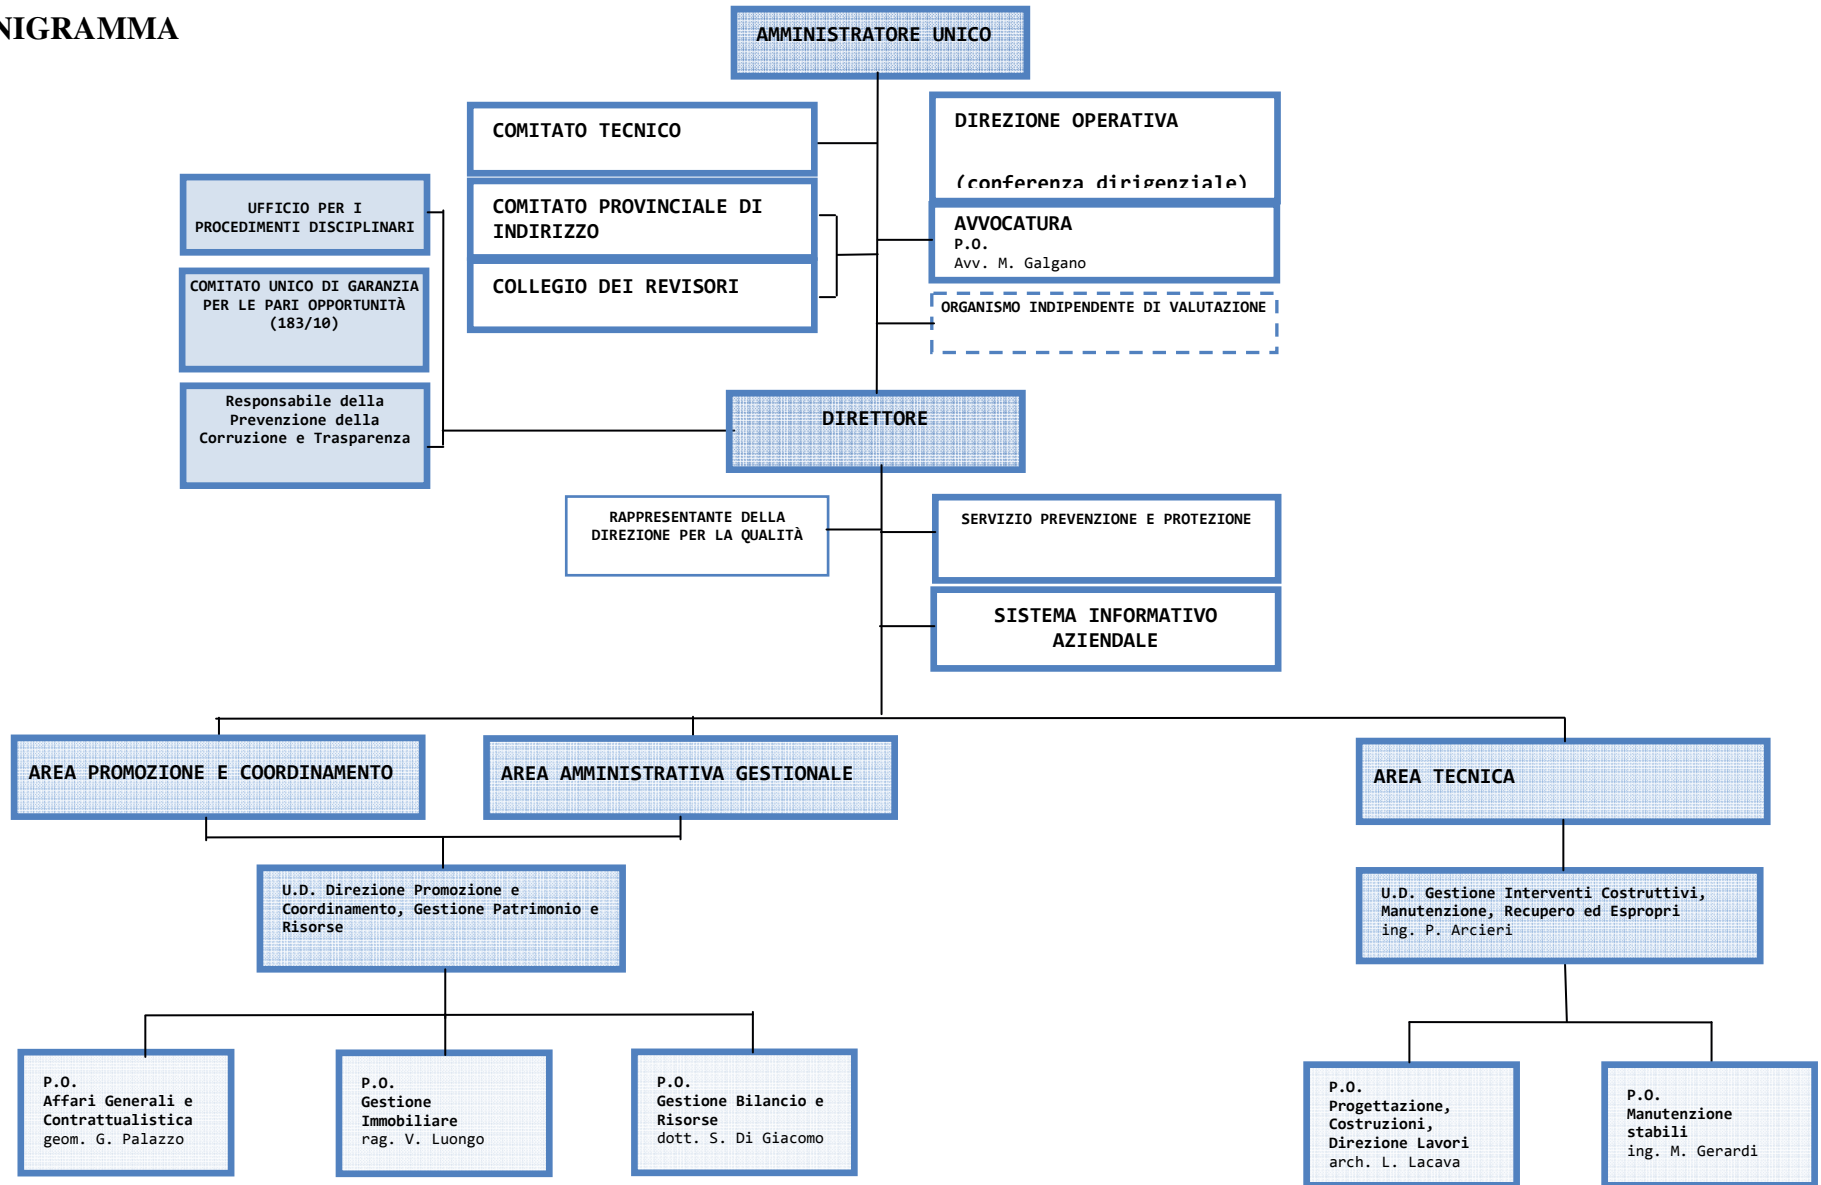 NIGRAMMA
AMMINISTRATORE UNICO
COMITATO TECNICO
DIREZIONE OPERATIVA
(conferenza dirigenziale)
UFFICIO PER I
PROCEDIMENTI DISCIPLINARI
COMITATO PROVINCIALE DI
INDIRIZZO
AVVOCATURA
P.O.
Avv. M. Galgano
COMITATO UNICO DI GARANZIA
PER LE PARI OPPORTUNITÀ
(183/10)
COLLEGIO DEI REVISORI
ORGANISMO INDIPENDENTE DI VALUTAZIONE
Responsabile della
Prevenzione della
Corruzione e Trasparenza
DIRETTORE
RAPPRESENTANTE DELLA
DIREZIONE PER LA QUALITÀ
SERVIZIO PREVENZIONE E PROTEZIONE
SISTEMA INFORMATIVO
AZIENDALE
AREA PROMOZIONE E COORDINAMENTO
AREA AMMINISTRATIVA GESTIONALE
AREA TECNICA
U.D. Direzione Promozione e
Coordinamento, Gestione Patrimonio e
Risorse
U.D. Gestione Interventi Costruttivi,
Manutenzione, Recupero ed Espropri
ing. P. Arcieri
P.O.
Affari Generali e
Contrattualistica
geom. G. Palazzo
P.O.
Gestione
Immobiliare
rag. V. Luongo
P.O.
Gestione Bilancio e
Risorse
dott. S. Di Giacomo
P.O.
Progettazione,
Costruzioni,
Direzione Lavori
arch. L. Lacava
P.O.
Manutenzione
stabili
ing. M. Gerardi